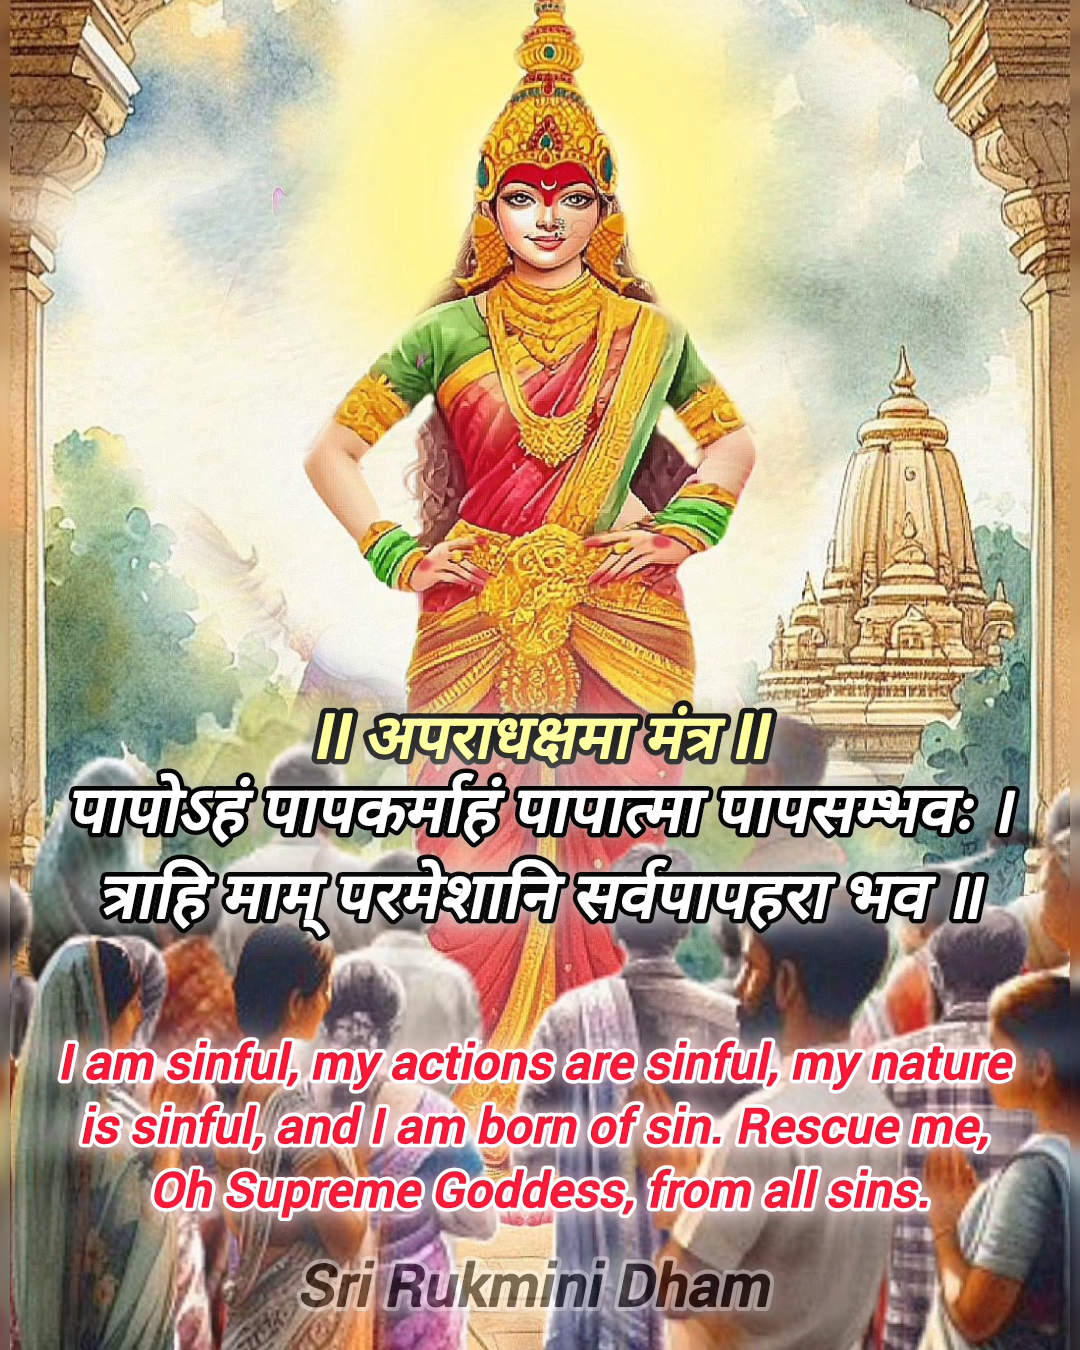 ॥ अपराधक्षमा मंत्र ॥
पापोऽहं पापकर्माहं पापात्मा पापसम्भवः ।
त्राहि माम् परमेशानि सर्वपापहरा भव ॥
I am sinful, my actions are sinful, my nature
is sinful, and I am born of sin. Rescue me,
Oh Supreme Goddess, from all sins.
Sri Rukmini Dham